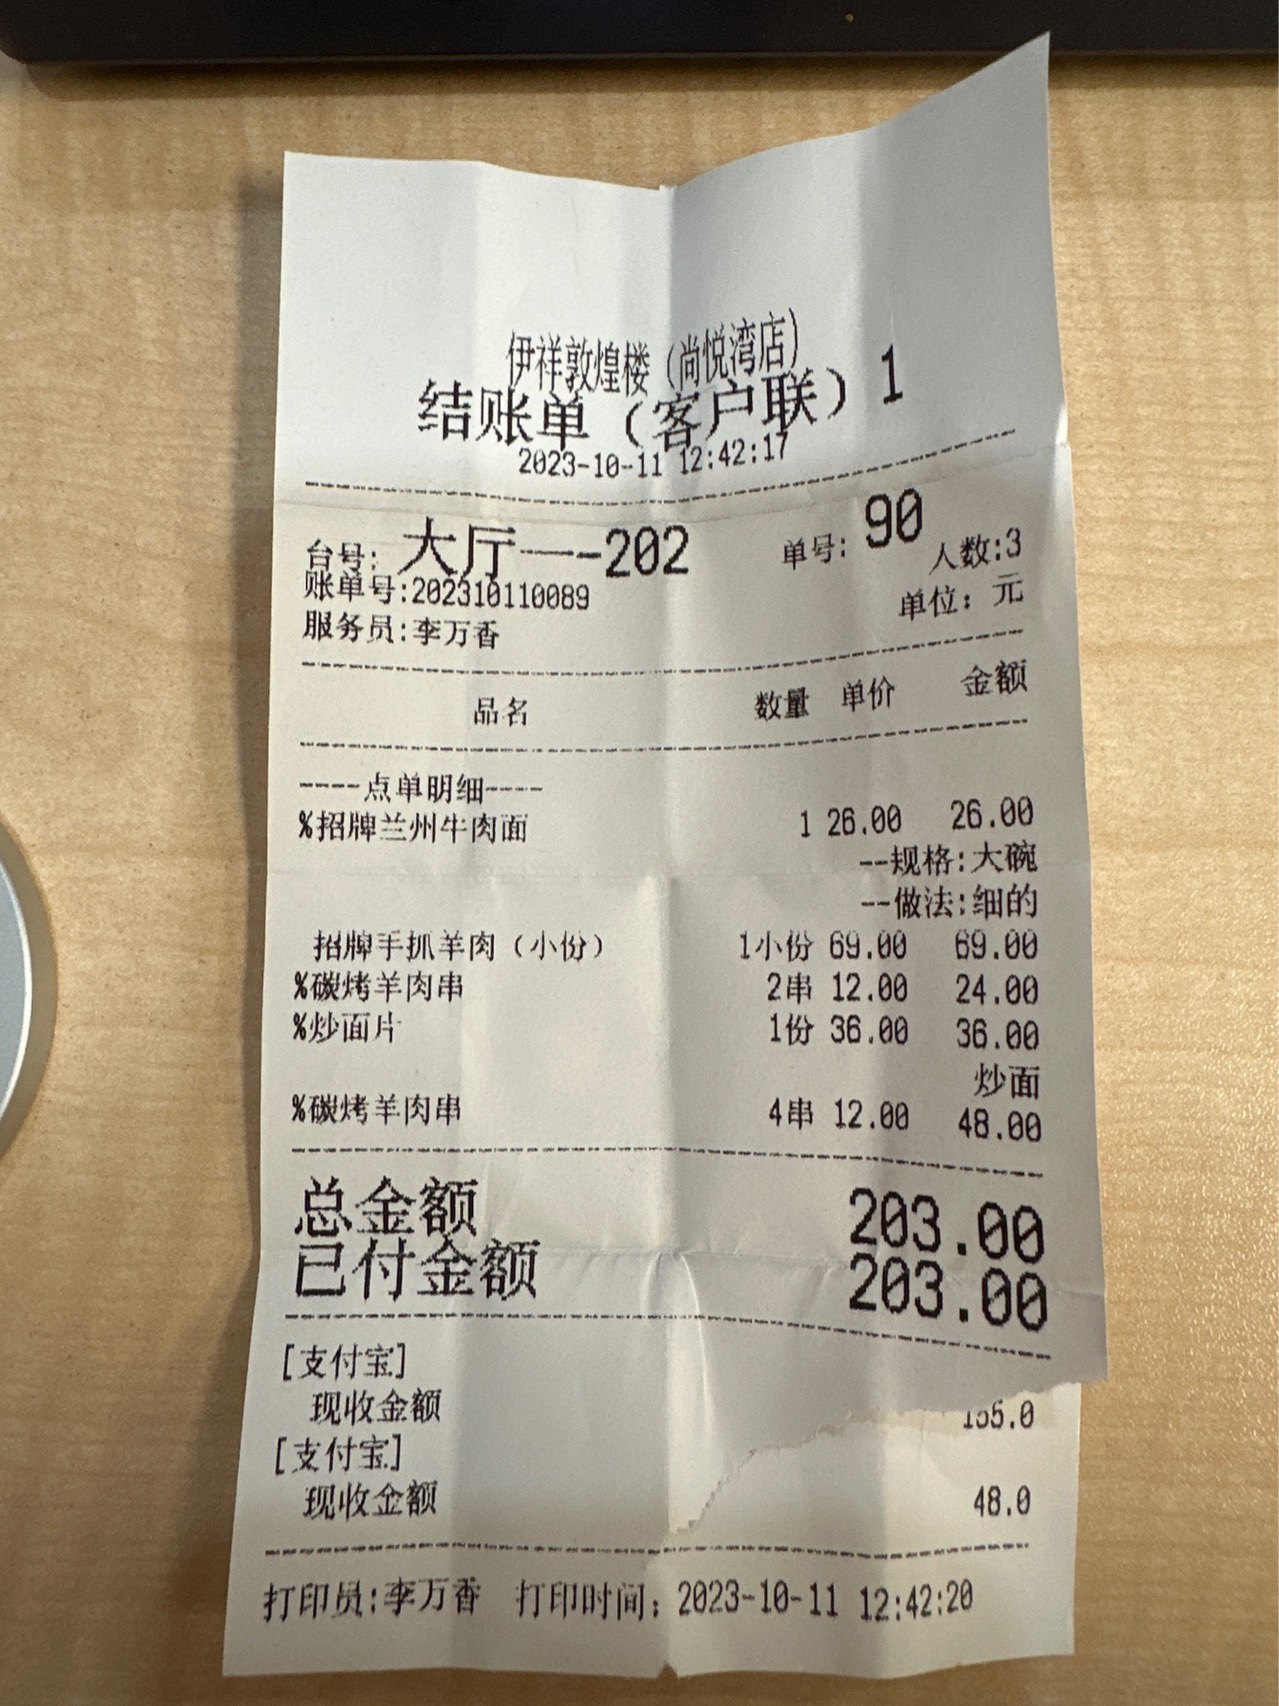 伊祥敦煌楼（尚悦湾店）
结账单（客户联）1
2023-10-11 12:42:17
台号: 大厅—-202 单号: 90 人数:3
账单号:202310110089 单位: 元
服务员:李万香
品名 数量 单价 金额
----点单明细----
%招牌兰州牛肉面 1 26.00 26.00
--规格:大碗
--做法:细的
招牌手抓羊肉（小份） 1小份 69.00 69.00
%碳烤羊肉串 2串 12.00 24.00
%炒面片 1份 36.00 36.00
炒面
%碳烤羊肉串 4串 12.00 48.00
总金额 203.00
已付金额 203.00
[支付宝]
现收金额 155.0
[支付宝]
现收金额 48.0
打印员:李万香 打印时间: 2023-10-11 12:42:20